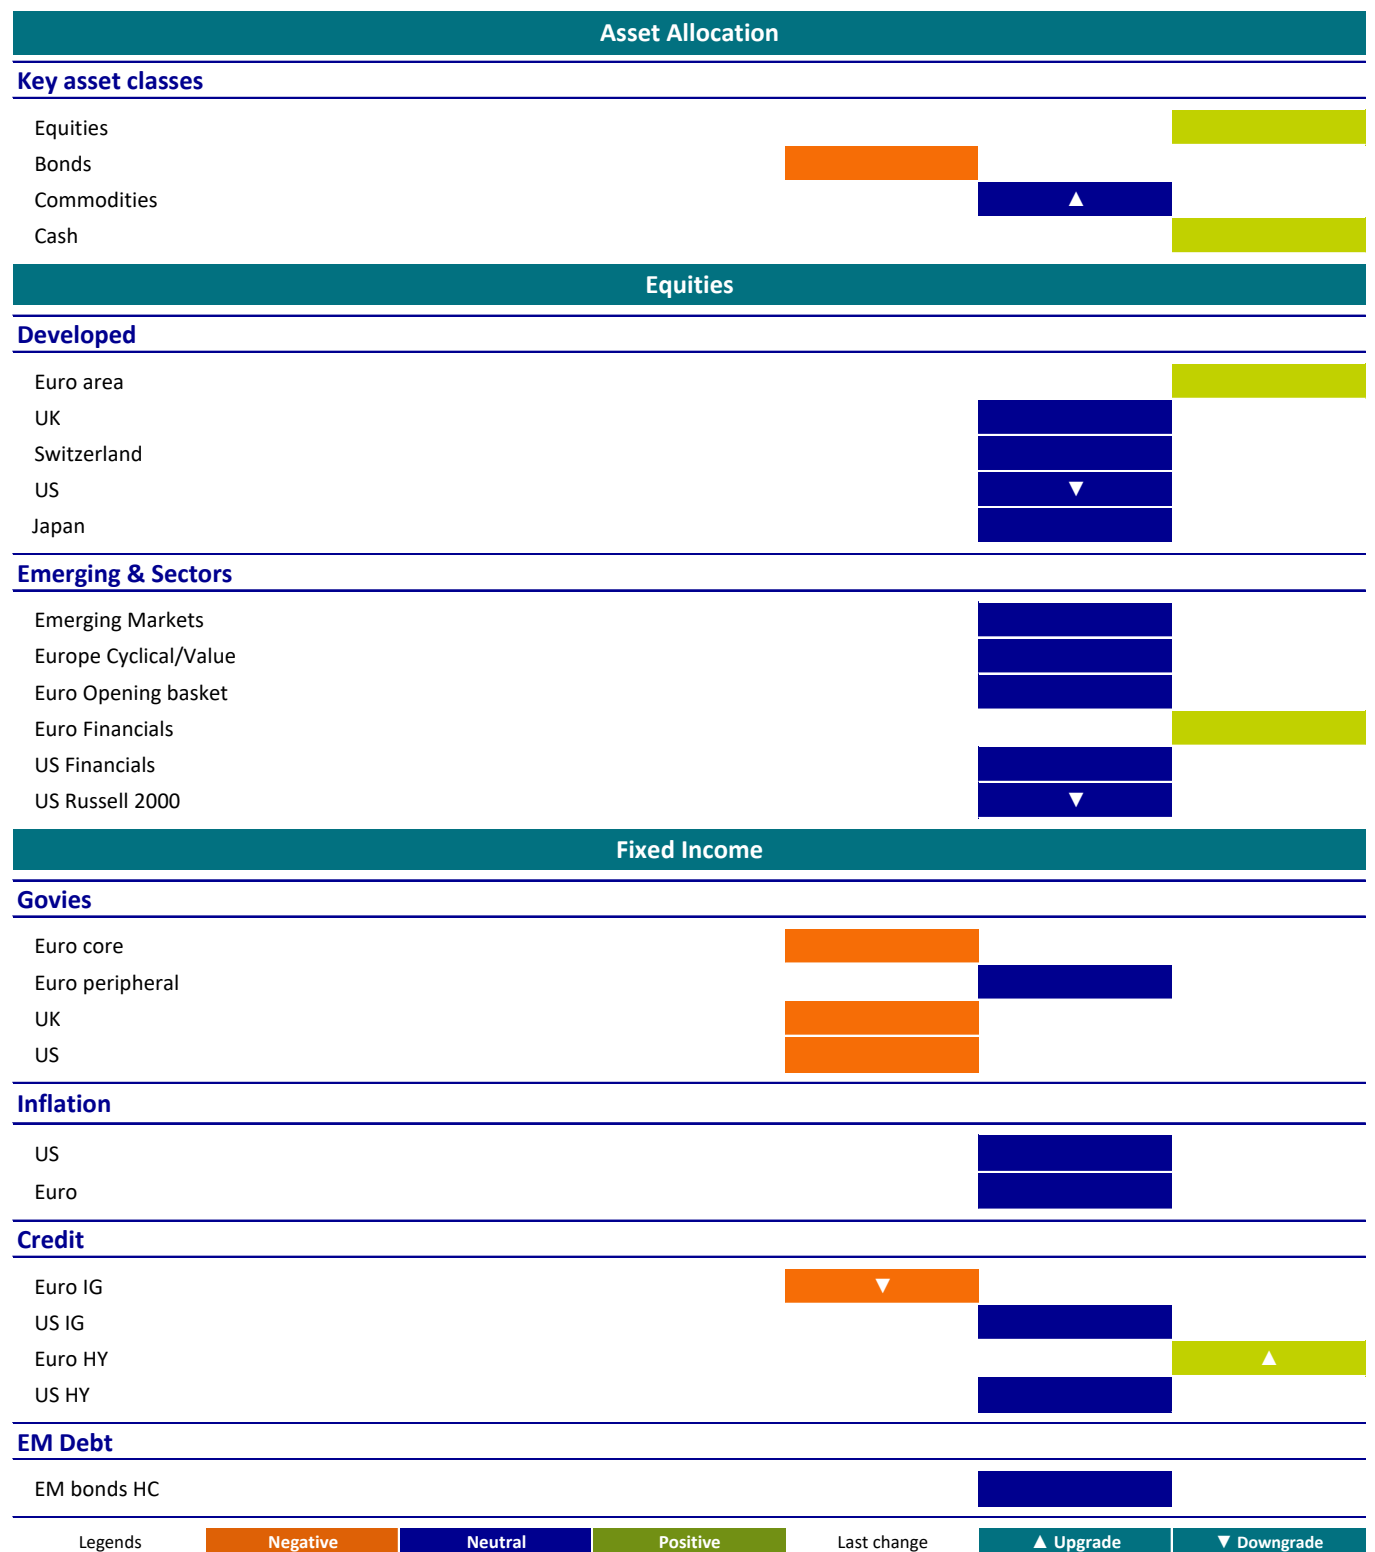 Asset Allocation
Key asset classes
Equities
Bonds
Commodities ▲
Cash
Equities
Developed
Euro area
UK
Switzerland
US ▼
Japan
Emerging & Sectors
Emerging Markets
Europe Cyclical/Value
Euro Opening basket
Euro Financials
US Financials
US Russell 2000 ▼
Fixed Income
Govies
Euro core
Euro peripheral
UK
US
Inflation
US
Euro
Credit
Euro IG ▼
US IG
Euro HY ▲
US HY
EM Debt
EM bonds HC
Legends Negative Neutral Positive Last change ▲ Upgrade ▼ Downgrade